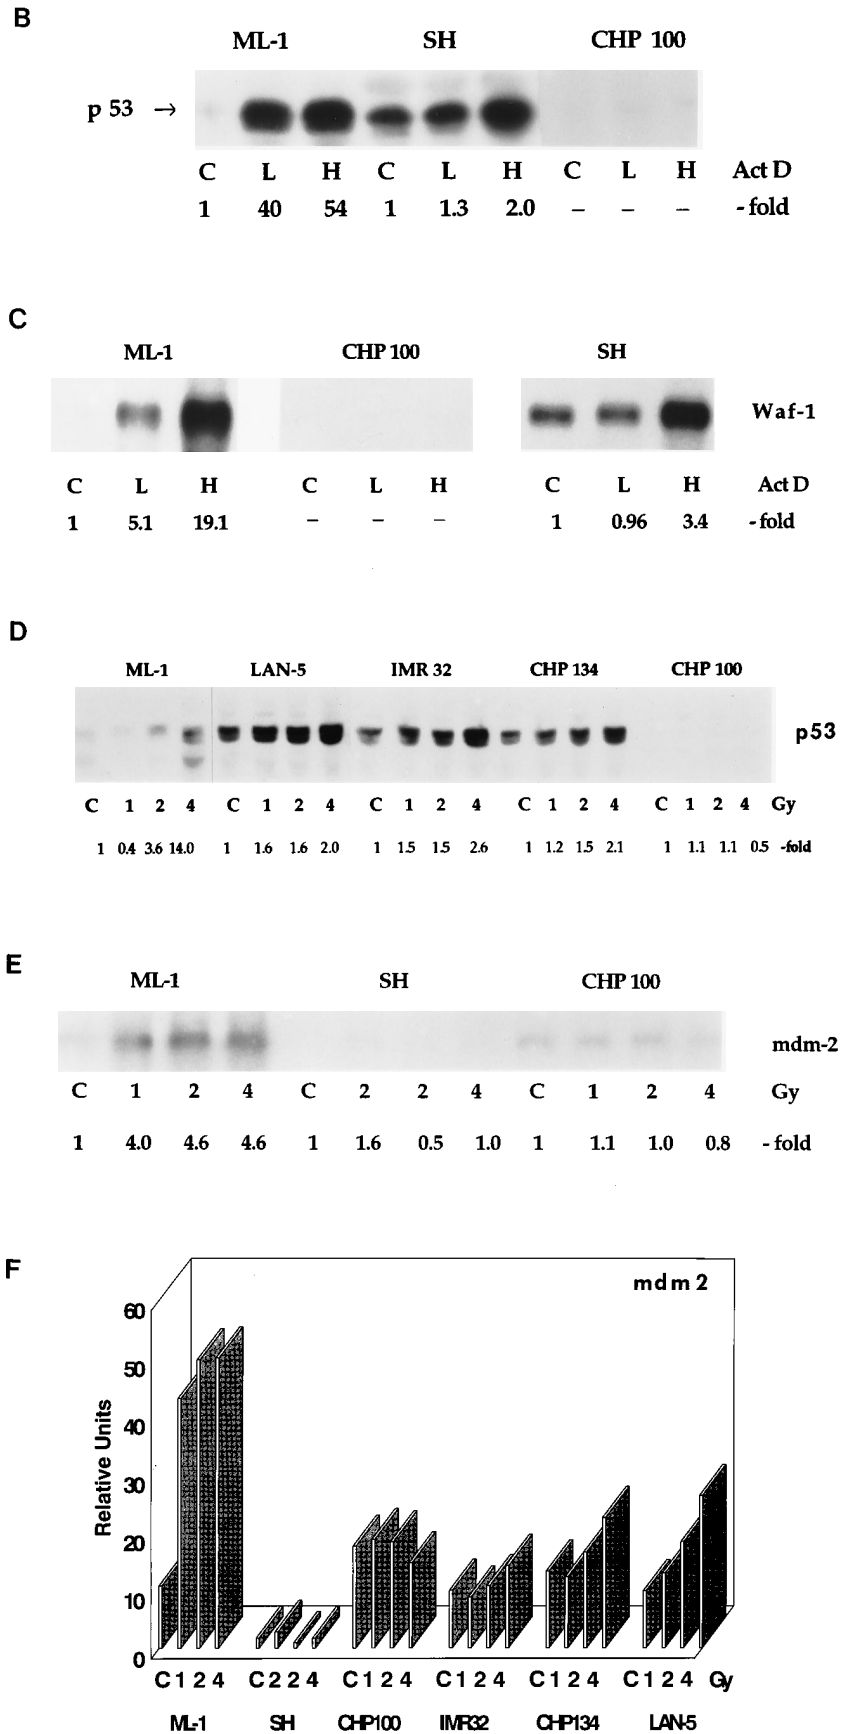 B
ML-1 SH CHP 100
p 53 →
C L H C L H C L H Act D
1 40 54 1 1.3 2.0 – – – - fold
C
ML-1 CHP 100 SH
Waf-1
C L H C L H C L H Act D
1 5.1 19.1 – – – 1 0.96 3.4 - fold
D
ML-1 LAN-5 IMR 32 CHP 134 CHP 100
p53
C 1 2 4 C 1 2 4 C 1 2 4 C 1 2 4 C 1 2 4 Gy
1 0.4 3.6 14.0 1 1.6 1.6 2.0 1 1.5 1.5 2.6 1 1.2 1.5 2.1 1 1.1 1.1 0.5 -fold
E
ML-1 SH CHP 100
mdm-2
C 1 2 4 C 2 2 4 C 1 2 4 Gy
1 4.0 4.6 4.6 1 1.6 0.5 1.0 1 1.1 1.0 0.8 - fold
F
mdm2
60
50
40
30
20
10
0
Relative Units
C 1 2 4 C 2 2 4 C 1 2 4 C 1 2 4 C 1 2 4 C 1 2 4 Gy
ML-1 SH CHP100 IMR32 CHP134 LAN-5